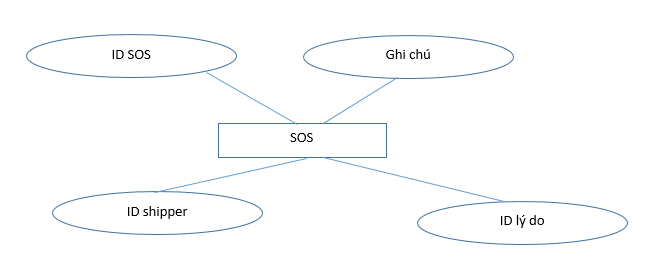 ID SOS
Ghi chú
SOS
ID shipper
ID lý do